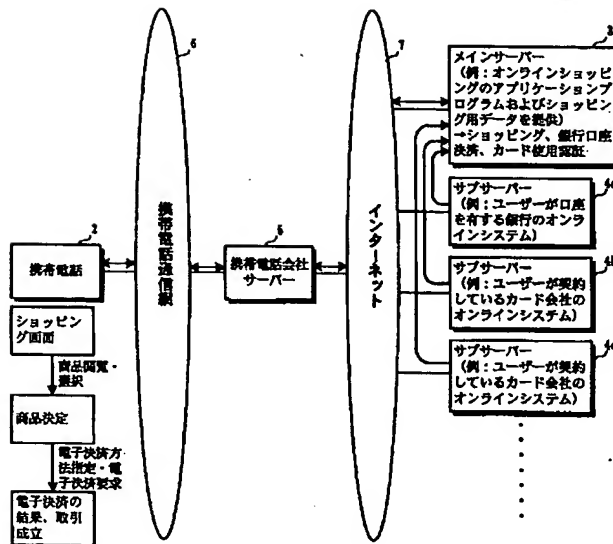 6
7
3
メインサーバー
(例:オンラインショッピ
ングのアプリケーションプ
ログラムおよびショッピン
グ用データを提供)
→ショッピング、銀行口座
決済、カード使用認証
4a
サブサーバー
(例:ユーザーが口座
を有する銀行のオンラ
インシステム)
4b
サブサーバー
(例:ユーザーが契約
しているカード会社の
オンラインシステム)
サブサーバー
(例:ユーザーが契約
しているカード会社の
オンラインシステム)
インターネット
5
携帯電話会社
サーバー
携帯電話通信網
2
携帯電話
ショッピン
グ画面
商品閲覧・
選択
商品決定
電子決済方
法指定・電
子決済要求
電子決済の
結果、取引
成立